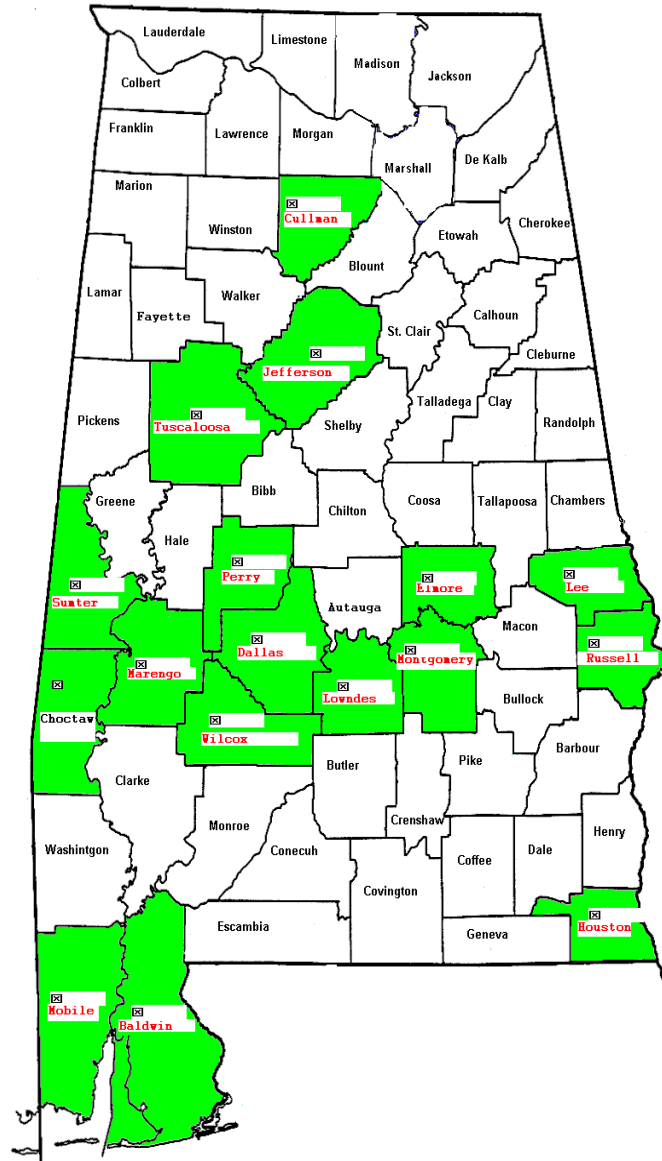 Lauderdale
Limestone
Madison
Jackson
Colbert
Franklin
Lawrence
Morgan
Marshall
De Kalb
Marion
Winston
Cullman
Cherokee
Etowah
Blount
Lamar
Fayette
Walker
Calhoun
St. Clair
Cleburne
Jefferson
Talladega
Clay
Randolph
Pickens
Tuscaloosa
Shelby
Greene
Bibb
Coosa
Tallapoosa
Chambers
Chilton
Hale
Perry
Elmore
Lee
Sumter
Autauga
Macon
Dallas
Montgomery
Russell
Marengo
Lowndes
Bullock
Choctaw
Wilcox
Barbour
Pike
Butler
Clarke
Crenshaw
Monroe
Henry
Washintgon
Conecuh
Coffee
Dale
Covington
Escambia
Geneva
Houston
Mobile
Baldwin